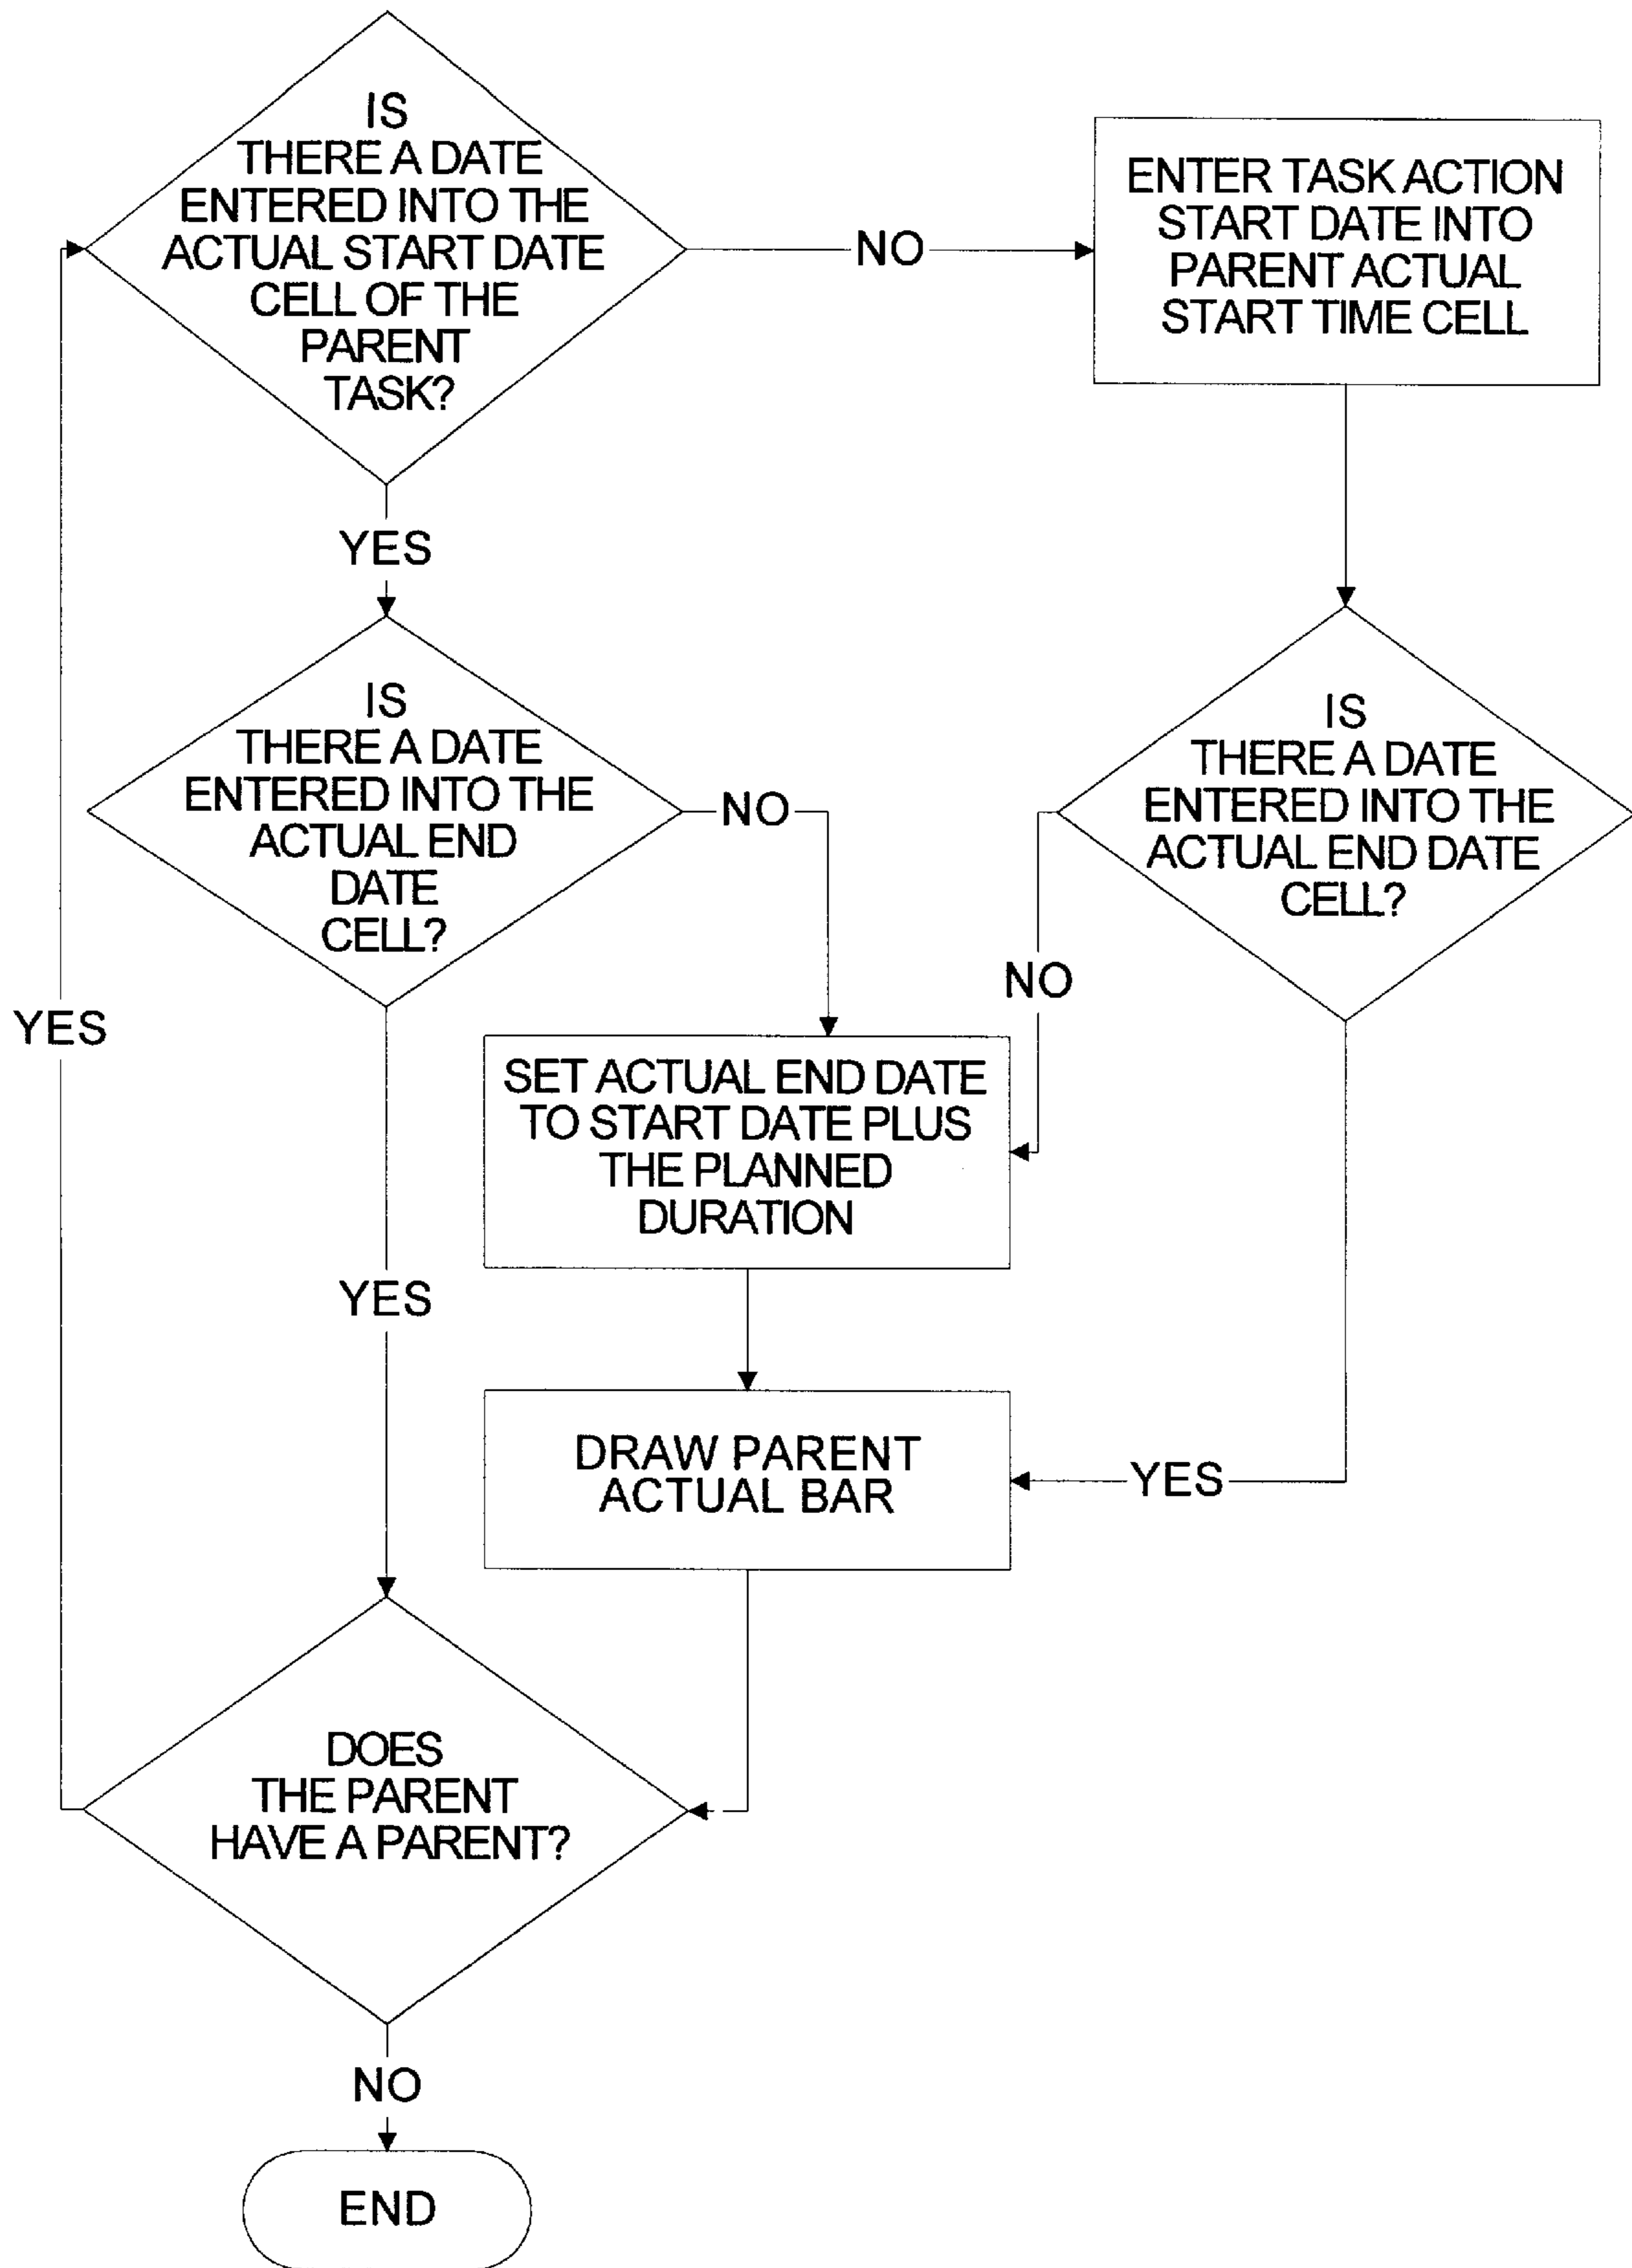 IS
THERE A DATE
ENTERED INTO THE
ACTUAL START DATE
CELL OF THE
PARENT
TASK?
NO
ENTER TASK ACTION
START DATE INTO
PARENT ACTUAL
START TIME CELL
YES
IS
THERE A DATE
ENTERED INTO THE
ACTUAL END
DATE
CELL?
NO
IS
THERE A DATE
ENTERED INTO THE
ACTUAL END DATE
CELL?
NO
YES
SET ACTUAL END DATE
TO START DATE PLUS
THE PLANNED
DURATION
YES
DRAW PARENT
ACTUAL BAR
YES
DOES
THE PARENT
HAVE A PARENT?
NO
END